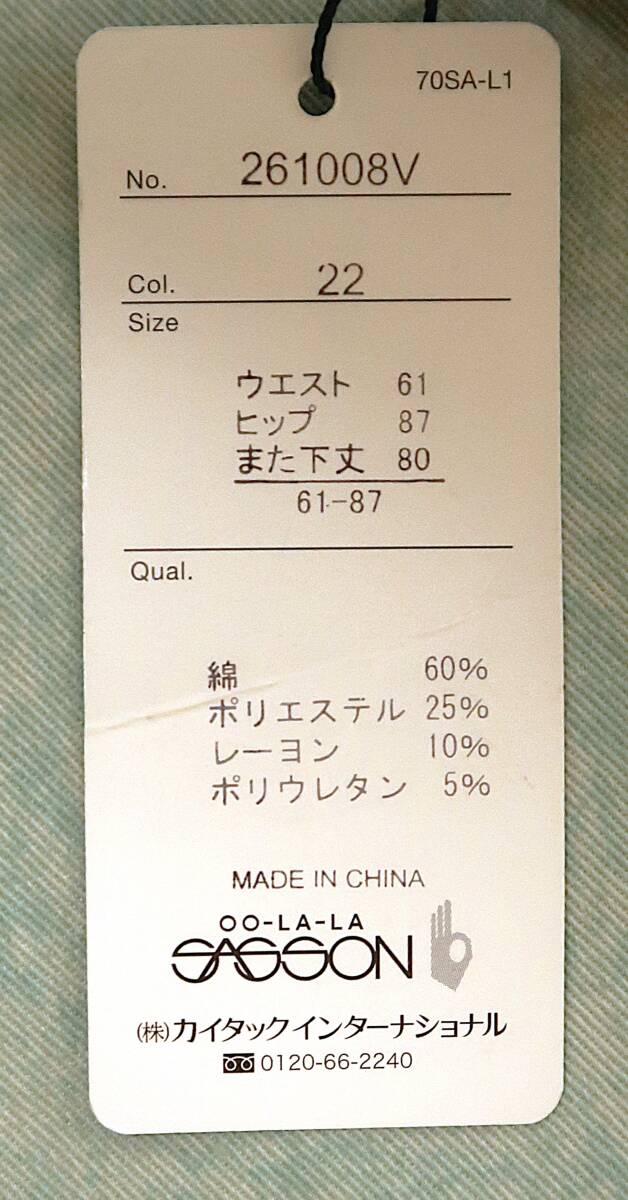 70SA-L1
No. 261008V
Col. 22
Size
ウエスト 61
ヒップ 87
また下丈 80
61-87
Qual.
綿 60%
ポリエステル 25%
レーヨン 10%
ポリウレタン 5%
MADE IN CHINA
OO-LA-LA
SASSON
(株)カイタックインターナショナル
0120-66-2240